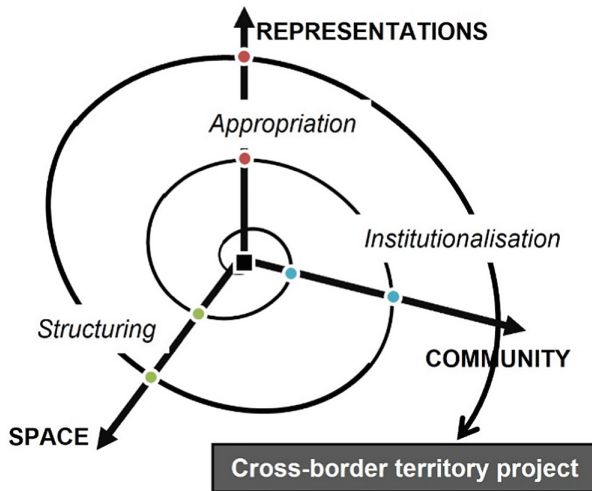 REPRESENTATIONS
Appropriation
Institutionalisation
Structuring
COMMUNITY
SPACE
Cross-border territory project